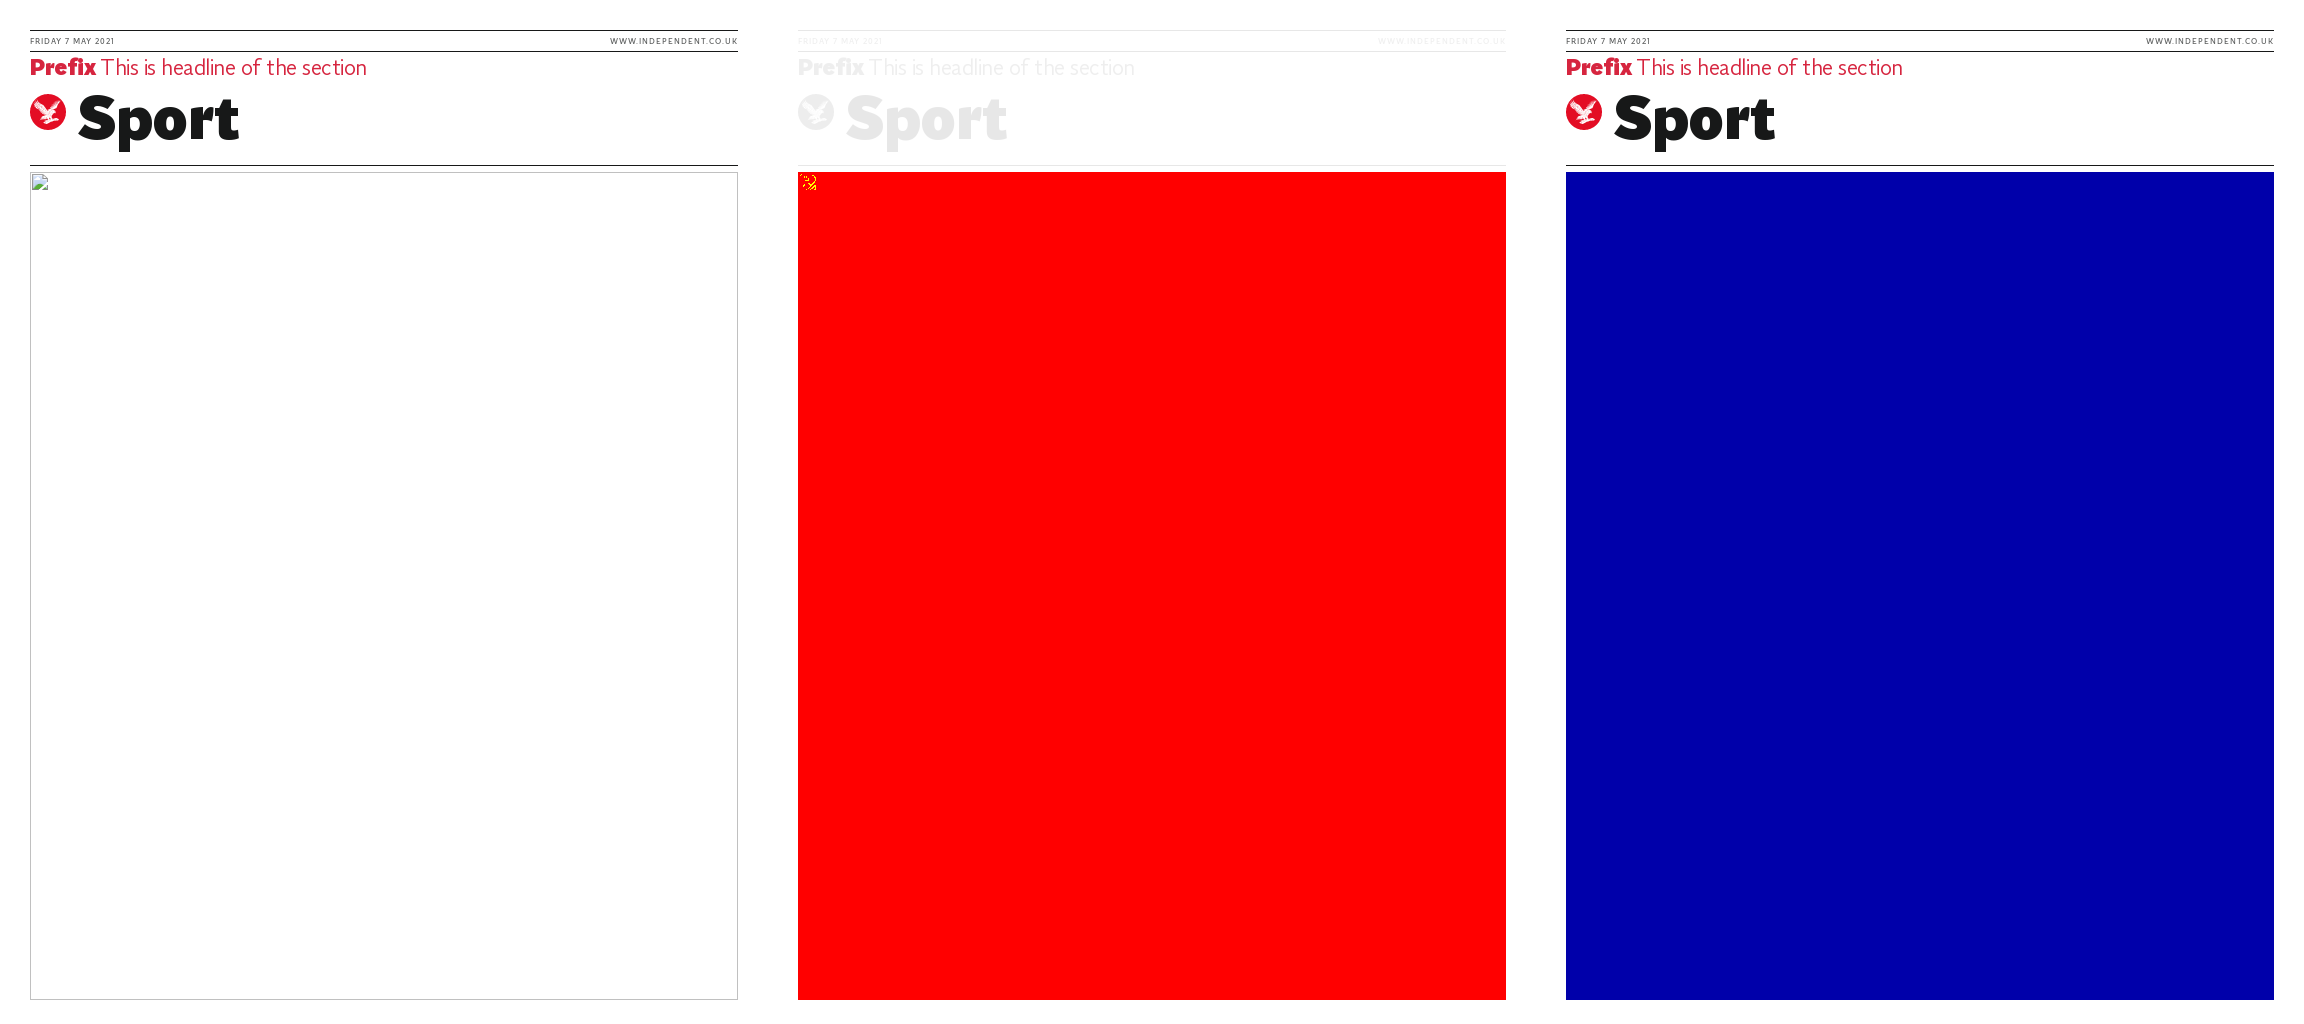 FRIDAY 7 MAY 2021 WWW.INDEPENDENT.CO.UK
Prefix This is headline of the section
Sport
FRIDAY 7 MAY 2021 WWW.INDEPENDENT.CO.UK
Prefix This is headline of the section
Sport
FRIDAY 7 MAY 2021 WWW.INDEPENDENT.CO.UK
Prefix This is headline of the section
Sport